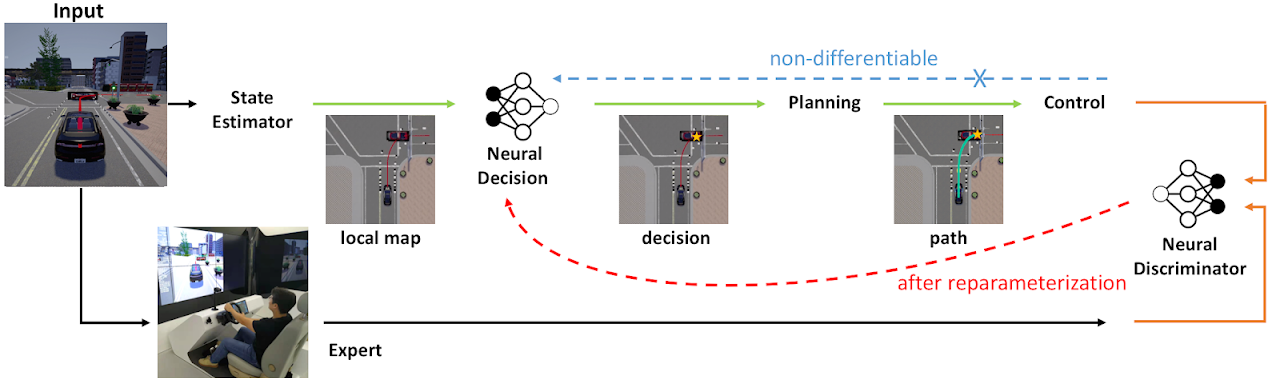 Input
non-differentiable
State
Estimator
Planning
Control
Neural
Decision
local map
decision
path
Neural
Discriminator
after reparameterization
Expert